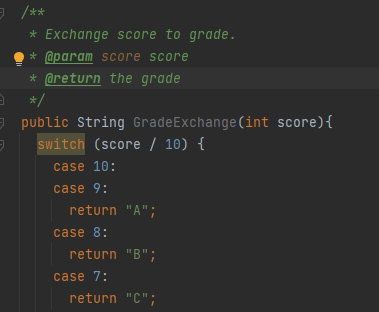 /**
 * Exchange score to grade.
 * @param score score
 * @return the grade
 */
public String GradeExchange(int score){
  switch (score / 10) {
    case 10:
    case 9:
      return "A";
    case 8:
      return "B";
    case 7:
      return "C";